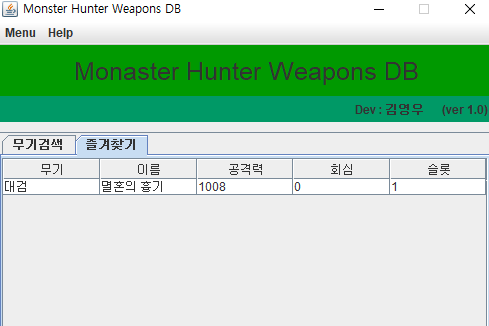 Monster Hunter Weapons DB
Menu Help
Monaster Hunter Weapons DB
Dev : 김영우 (ver 1.0)
무기검색 즐겨찾기
무기 이름 공격력 회심 슬롯
대검 멸혼의 흉기 1008 0 1